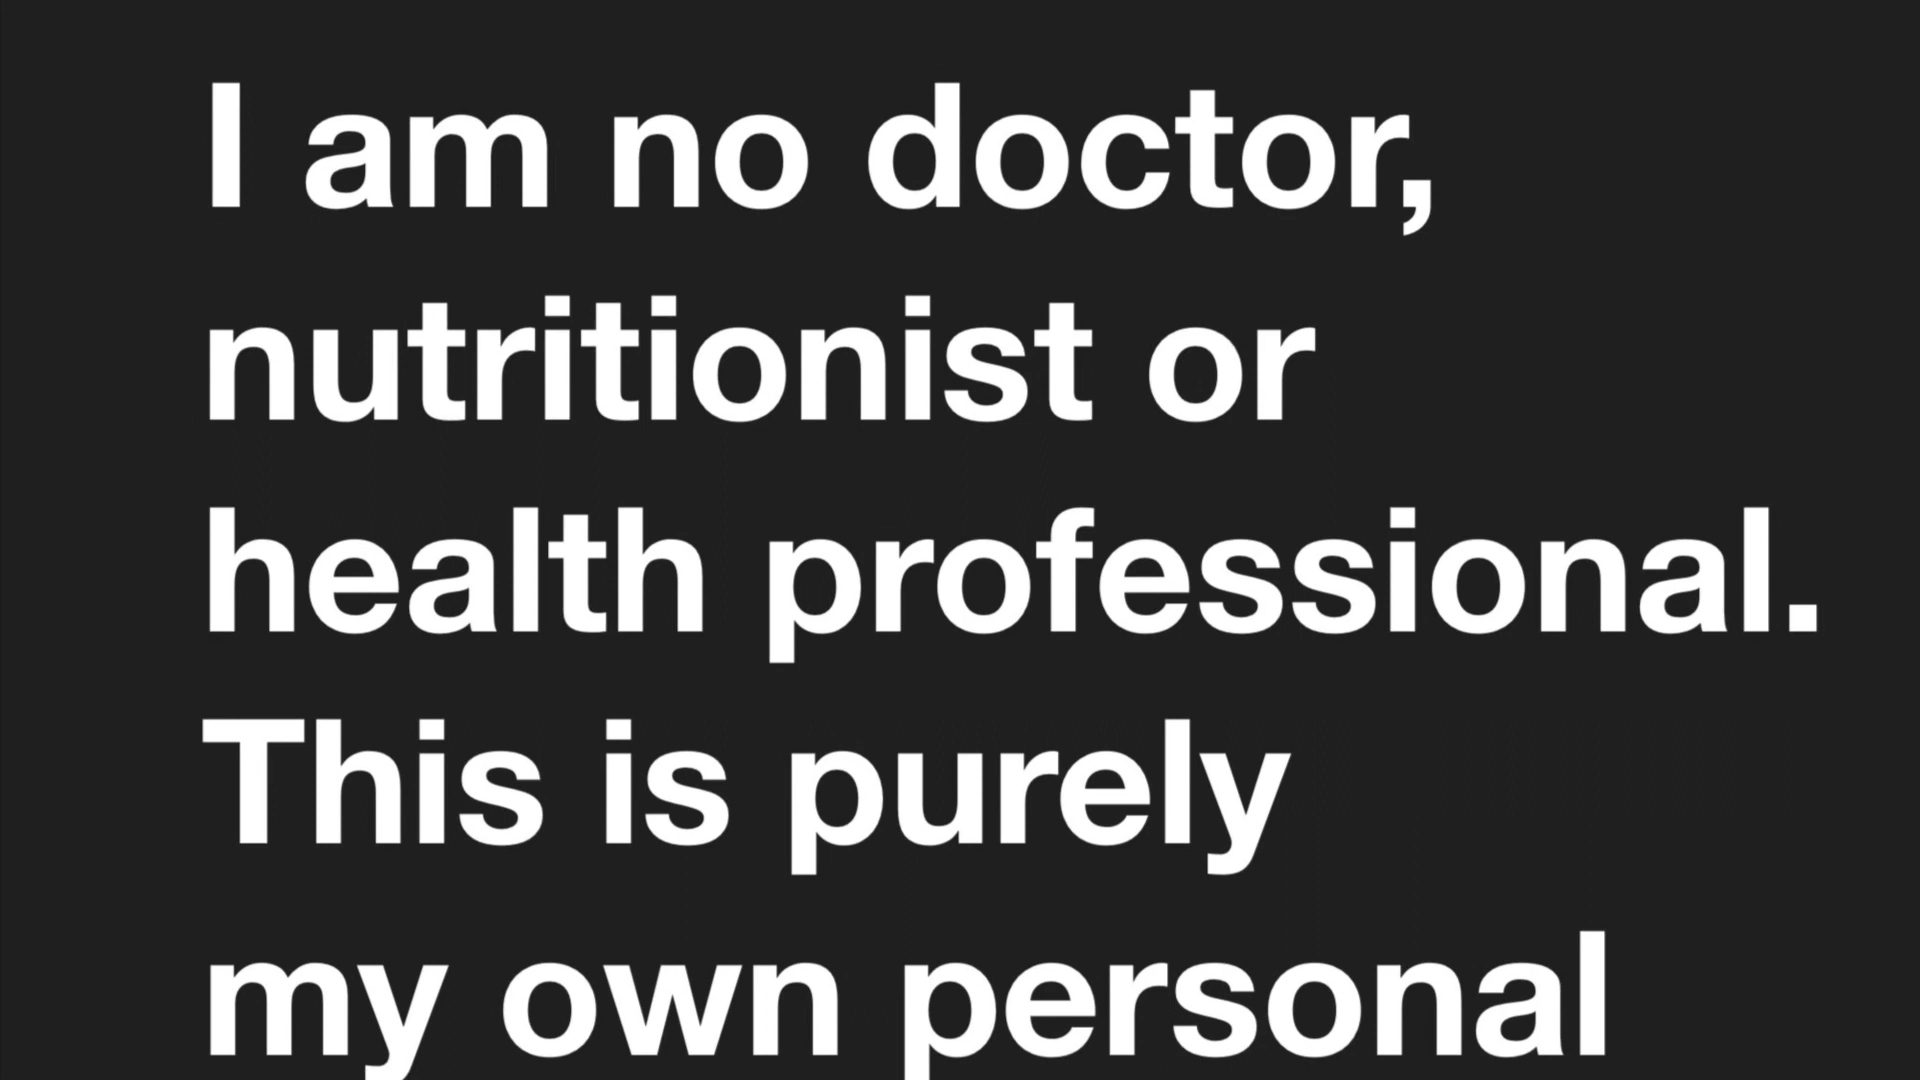 I am no doctor,
nutritionist or
health professional.
This is purely
my own personal